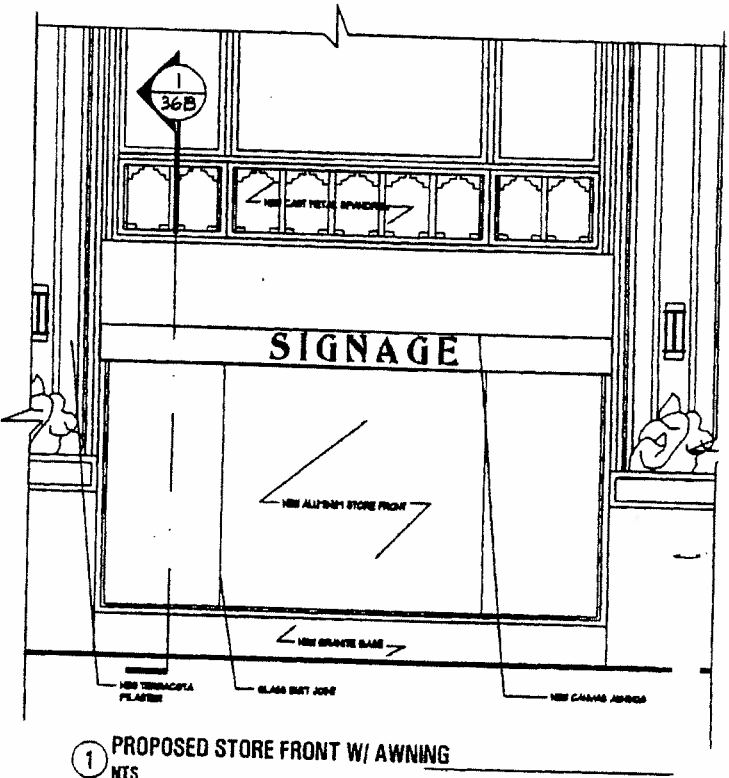 1
36B
NEW CAST METAL SPANDREL
SIGNAGE
NEW ALUMINUM STORE FRONT
NEW GRANITE BASE
NEW TERRACOTA
PILASTER
GLASS BUTT JOINT
NEW CANVAS AWNING
1 PROPOSED STORE FRONT W/ AWNING
NTS